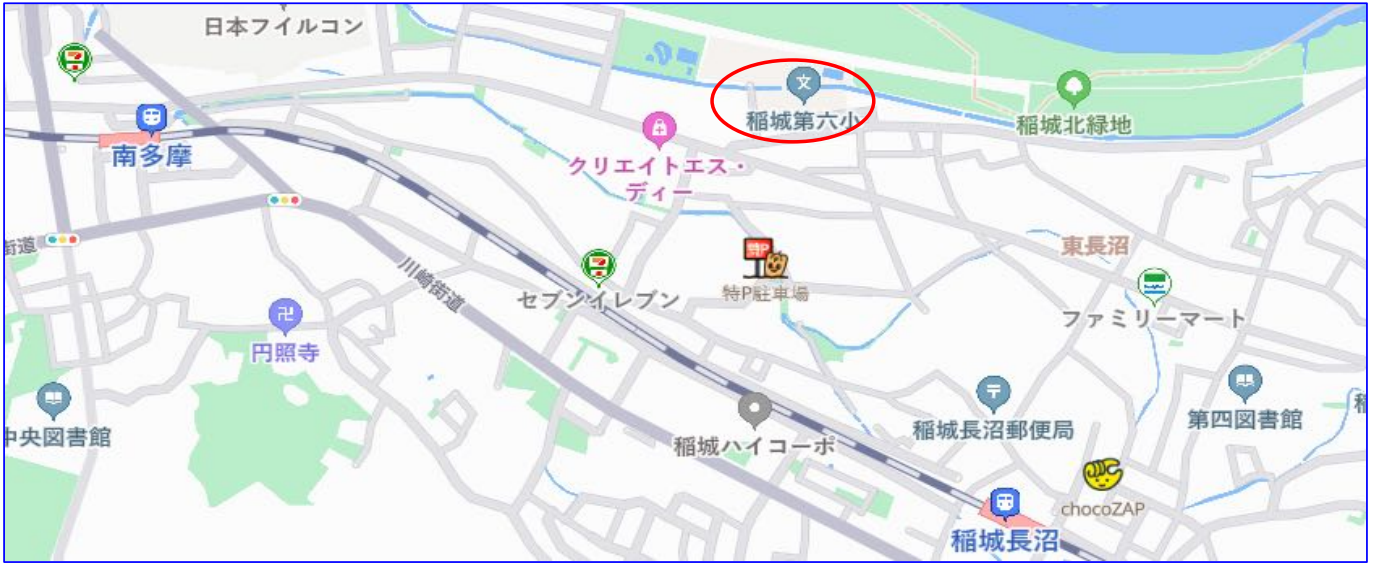 日本フイルコン
文
稲城第六小
稲城北緑地
南多摩
クリエイトエス・
ディー
街道
東長沼
特P
特P駐車場
セブンイレブン
川崎街道
ファミリーマート
円照寺
中央図書館
稲城ハイコーポ
稲城長沼郵便局
第四図書館
稲
chocoZAP
稲城長沼